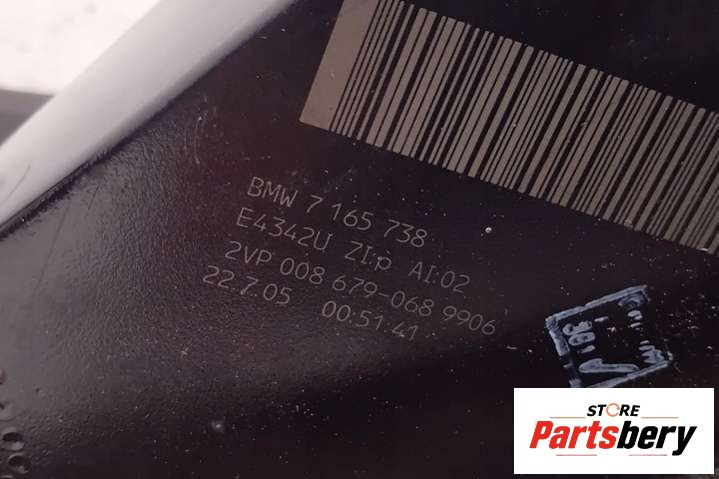 BMW 7 165 738
E4342U ZI:p AI:02
2VP 008 679-068 9906
22.7.05 00:51:41
STORE
Partsbery